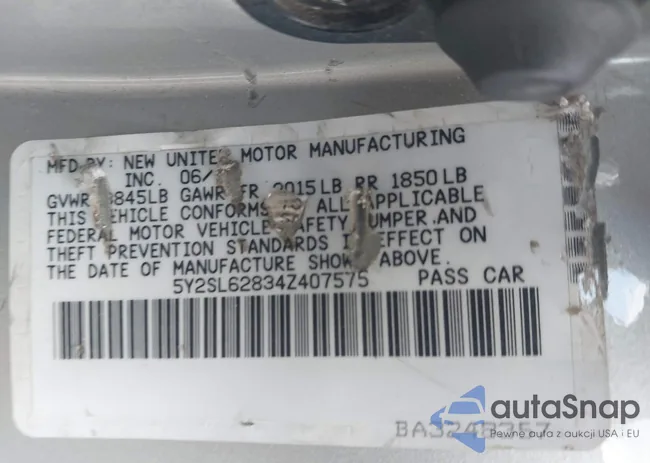 MFD BY: NEW UNITED MOTOR MANUFACTURING
INC. 06/
GVWR 3845LB GAWR FR 2015LB RR 1850LB
THIS VEHICLE CONFORMS ALL APPLICABLE
FEDERAL MOTOR VEHICLE SAFETY BUMPER AND
THEFT PREVENTION STANDARDS IN EFFECT ON
THE DATE OF MANUFACTURE SHOWN ABOVE.
5Y2SL62834Z407575 PASS CAR
autaSnap
Pewne auta z aukcji USA i EU